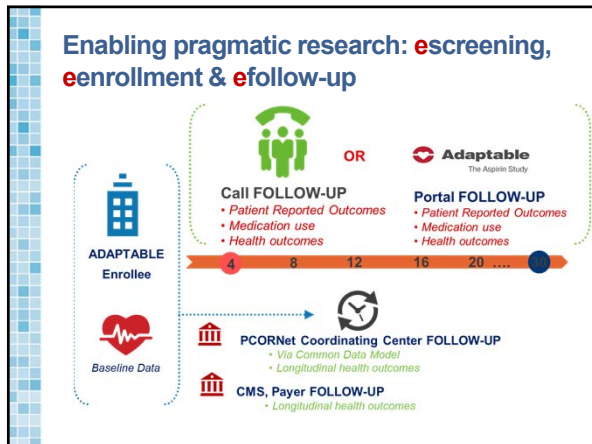 Enabling pragmatic research: escreening,
eenrollment & efollow-up
OR
Adaptable
The Aspirin Study
Call FOLLOW-UP
• Patient Reported Outcomes
• Medication use
• Health outcomes
Portal FOLLOW-UP
• Patient Reported Outcomes
• Medication use
• Health outcomes
ADAPTABLE
Enrollee
4 8 12 16 20 .... 30
Baseline Data
PCORNet Coordinating Center FOLLOW-UP
• Via Common Data Model
• Longitudinal health outcomes
CMS, Payer FOLLOW-UP
• Longitudinal health outcomes